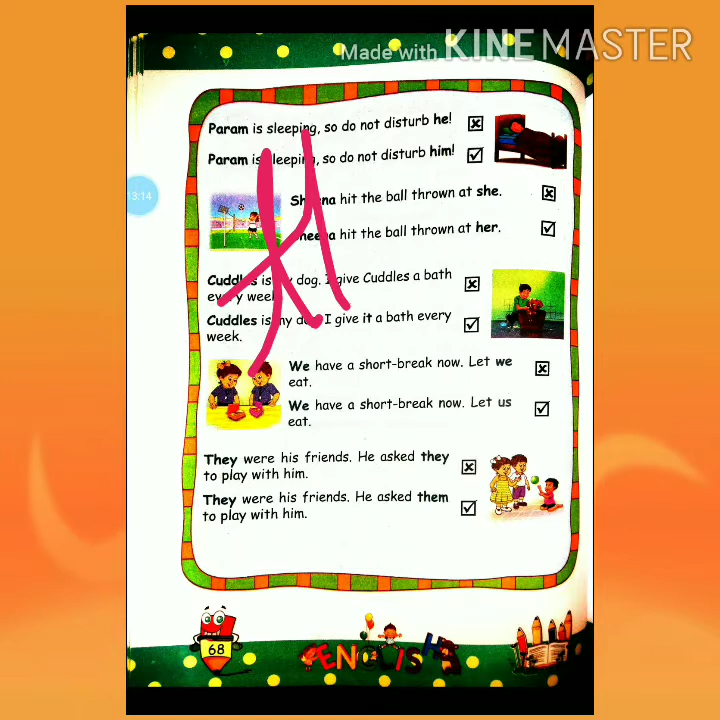 Made with KINEMASTER
Param is sleeping, so do not disturb he!
Param is sleeping, so do not disturb him!
13:14
Sheena hit the ball thrown at she.
Sheena hit the ball thrown at her.
Cuddles is my dog. I give Cuddles a bath
every week.
Cuddles is my dog. I give it a bath every
week.
We have a short-break now. Let we
eat.
We have a short-break now. Let us
eat.
They were his friends. He asked they
to play with him.
They were his friends. He asked them
to play with him.
68
ENGLISH